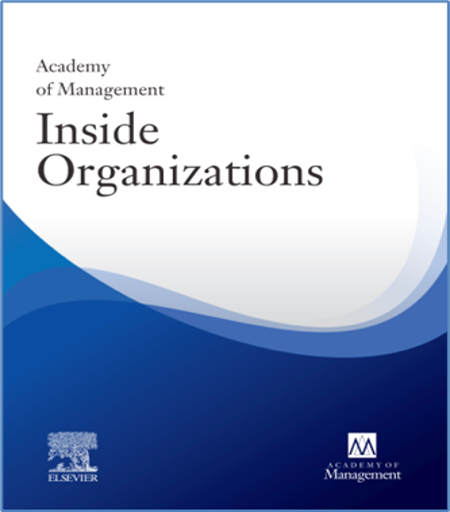 Academy
of Management
Inside
Organizations
ELSEVIER
ACADEMY OF
Management